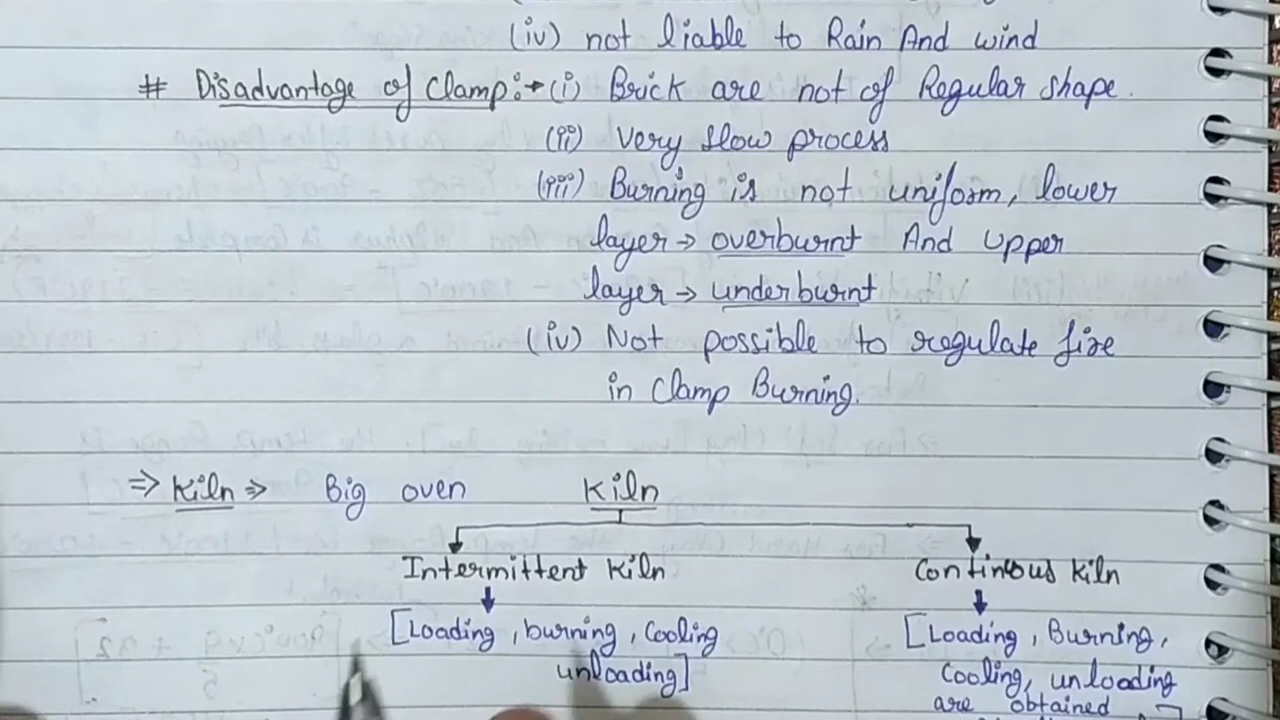 (iv) not liable to Rain And wind
# Disadvantage of Clamp:→ (i) Brick are not of Regular shape.
(ii) Very slow process
(iii) Burning is not uniform, lower
layer → overburnt And Upper
layer → underburnt
(iv) Not possible to regulate fire
in Clamp Burning.
⇒ Kiln ⇒ Big oven Kiln
Intermittent Kiln Continous Kiln
[Loading, burning, Cooling [Loading, Burning,
unloading] Cooling, unloading
are obtained